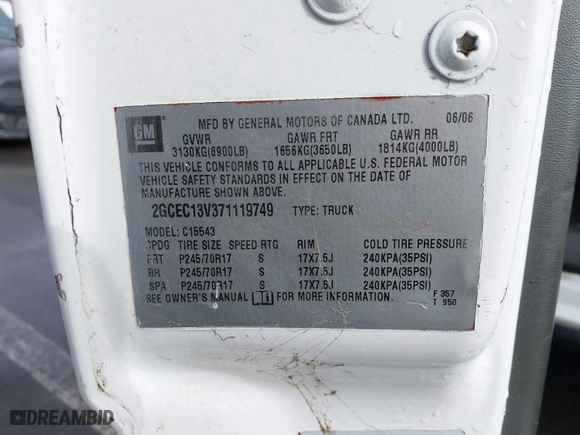 GM
MFD BY GENERAL MOTORS OF CANADA LTD. 06/06
GVWR GAWR FRT GAWR RR
3130KG(6900LB) 1656KG(3650LB) 1814KG(4000LB)
THIS VEHICLE CONFORMS TO ALL APPLICABLE U.S. FEDERAL MOTOR
VEHICLE SAFETY STANDARDS IN EFFECT ON THE DATE OF
MANUFACTURE SHOWN ABOVE.
2GCEC13V371119749 TYPE: TRUCK
MODEL: C15543
SPDG TIRE SIZE SPEED RTG RIM COLD TIRE PRESSURE
FRT P245/70R17 S 17X7.5J 240KPA(35PSI)
RR P245/70R17 S 17X7.5J 240KPA(35PSI)
SPA P245/70R17 S 17X7.5J 240KPA(35PSI)
SEE OWNER'S MANUAL FOR MORE INFORMATION. F 357
T 950
DREAMBID